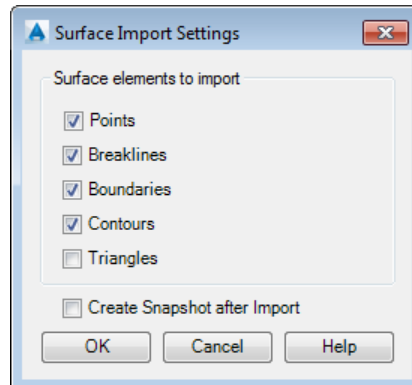 Surface Import Settings
Surface elements to import
Points
Breaklines
Boundaries
Contours
Triangles
Create Snapshot after Import
OK Cancel Help